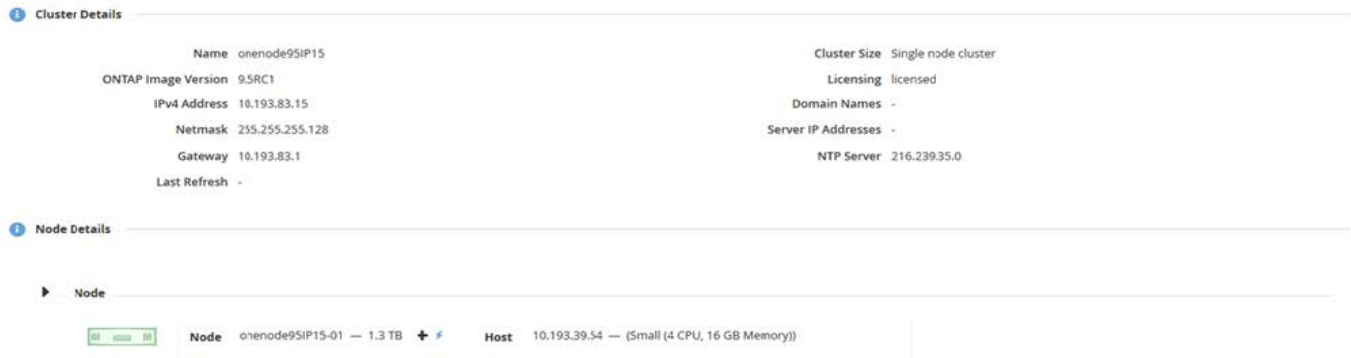 Cluster Details
Name onenode95IP15 Cluster Size Single node cluster
ONTAP Image Version 9.5RC1 Licensing licensed
IPv4 Address 10.193.83.15 Domain Names -
Netmask 255.255.255.128 Server IP Addresses -
Gateway 10.193.83.1 NTP Server 216.239.35.0
Last Refresh -
Node Details
Node
Node onenode95IP15-01 — 1.3 TB Host 10.193.39.54 — (Small (4 CPU, 16 GB Memory))